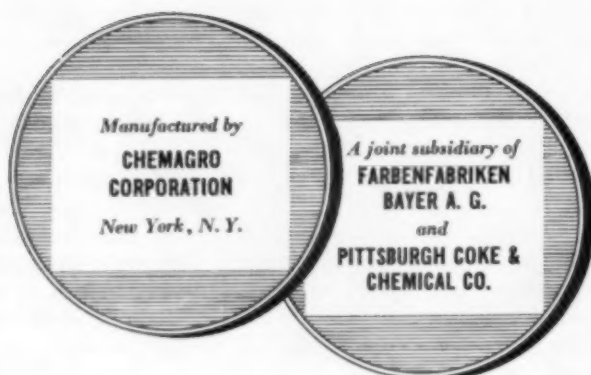 Manufactured by
CHEMAGRO
CORPORATION
New York, N. Y.
A joint subsidiary of
FARBENFABRIKEN
BAYER A. G.
and
PITTSBURGH COKE &
CHEMICAL CO.